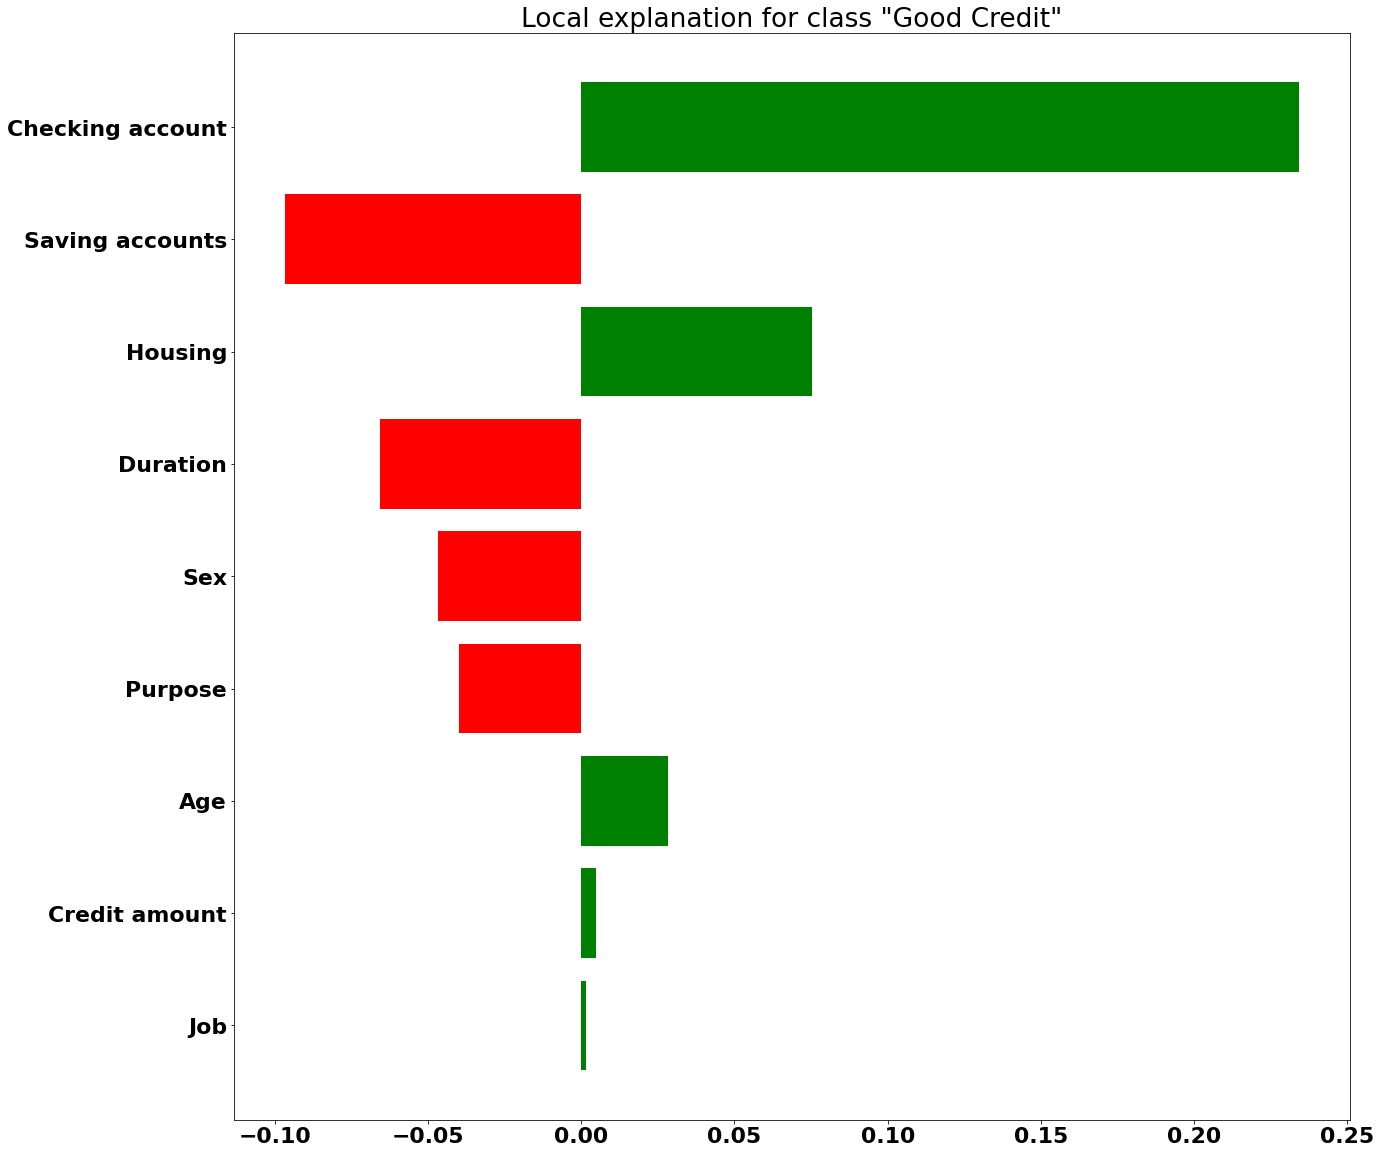 Local explanation for class "Good Credit"
Checking account
Saving accounts
Housing
Duration
Sex
Purpose
Age
Credit amount
Job
−0.10 −0.05 0.00 0.05 0.10 0.15 0.20 0.25